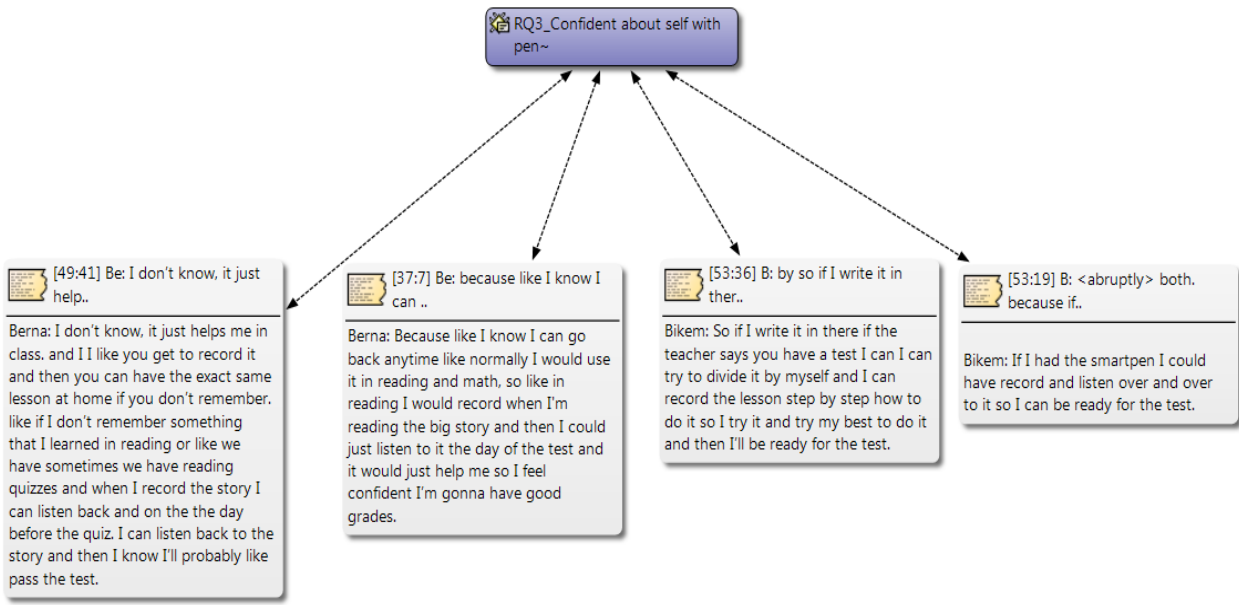 RQ3_Confident about self with
pen~
[49:41] Be: I don't know, it just
help..
Berna: I don't know, it just helps me in
class. and I I like you get to record it
and then you can have the exact same
lesson at home if you don't remember.
like if I don't remember something
that I learned in reading or like we
have sometimes we have reading
quizzes and when I record the story I
can listen back and on the the day
before the quiz. I can listen back to the
story and then I know I'll probably like
pass the test.
[37:7] Be: because like I know I
can ..
Berna: Because like I know I can go
back anytime like normally I would use
it in reading and math, so like in
reading I would record when I'm
reading the big story and then I could
just listen to it the day of the test and
it would just help me so I feel
confident I'm gonna have good
grades.
[53:36] B: by so if I write it in
ther..
Bikem: So if I write it in there if the
teacher says you have a test I can I can
try to divide it by myself and I can
record the lesson step by step how to
do it so I try it and try my best to do it
and then I'll be ready for the test.
[53:19] B: <abruptly> both.
because if..
Bikem: If I had the smartpen I could
have record and listen over and over
to it so I can be ready for the test.